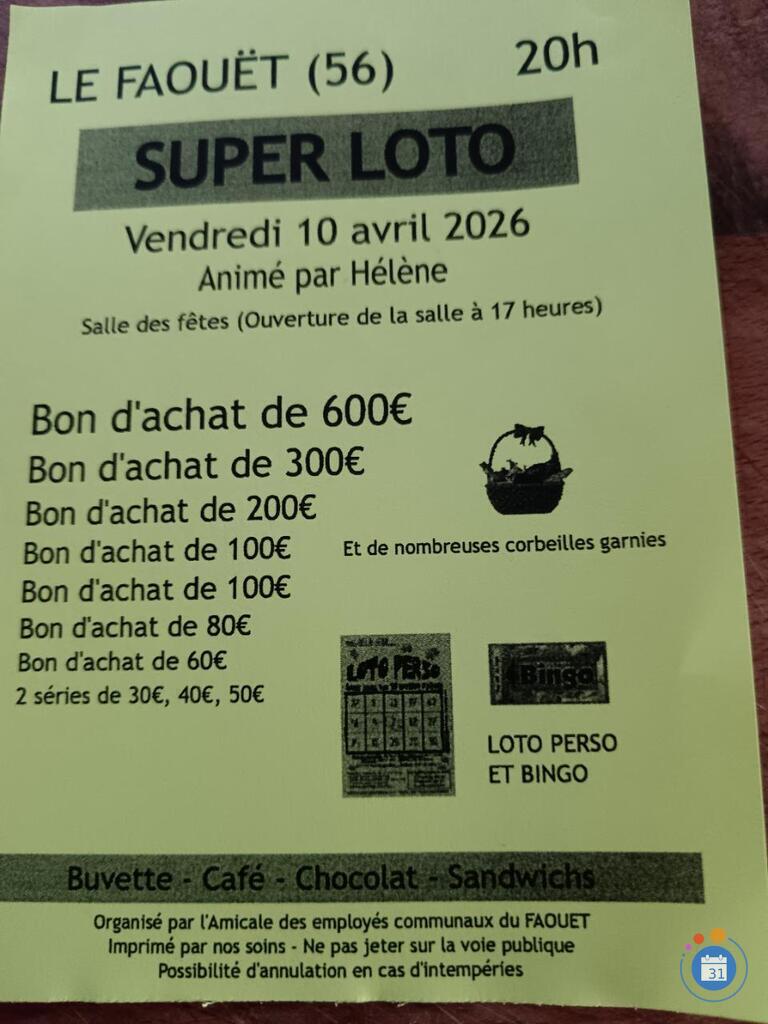 LE FAOUËT (56) 20h
SUPER LOTO
Vendredi 10 avril 2026
Animé par Hélène
Salle des fêtes (Ouverture de la salle à 17 heures)
Bon d'achat de 600€
Bon d'achat de 300€
Bon d'achat de 200€
Bon d'achat de 100€
Et de nombreuses corbeilles garnies
Bon d'achat de 100€
Bon d'achat de 80€
Bon d'achat de 60€
2 séries de 30€, 40€, 50€
LOTO PERSO
Bingo
LOTO PERSO
ET BINGO
Buvette - Café - Chocolat - Sandwichs
Organisé par l'Amicale des employés communaux du FAOUET
Imprimé par nos soins - Ne pas jeter sur la voie publique
Possibilité d'annulation en cas d'intempéries
31